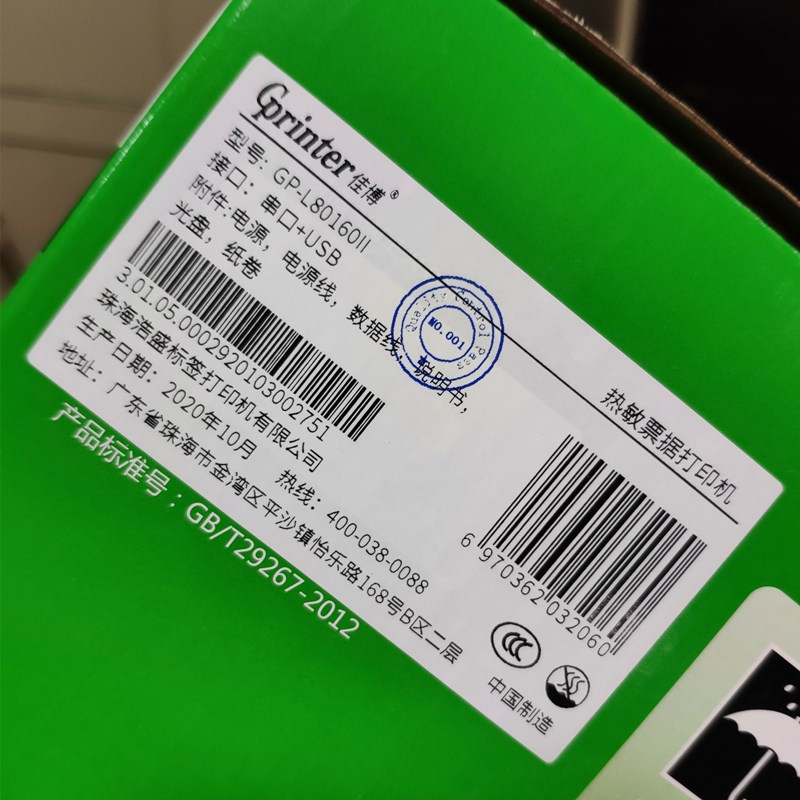 Gprinter 佳博®
热敏票据打印机
型号: GP-L80160II
接口: 串口+USB
附件:电源, 电源线, 数据线, 说明书,
光盘, 纸卷
Quality Control Pass
NO.001
3.01.05.0002920103002751
6 970362 032060
珠海浩盛标签打印机有限公司
生产日期: 2020年10月 热线: 400-038-0088
地址: 广东省珠海市金湾区平沙镇怡乐路168号B区二层
CCC
中国制造
产品标准号:GB/T29267-2012